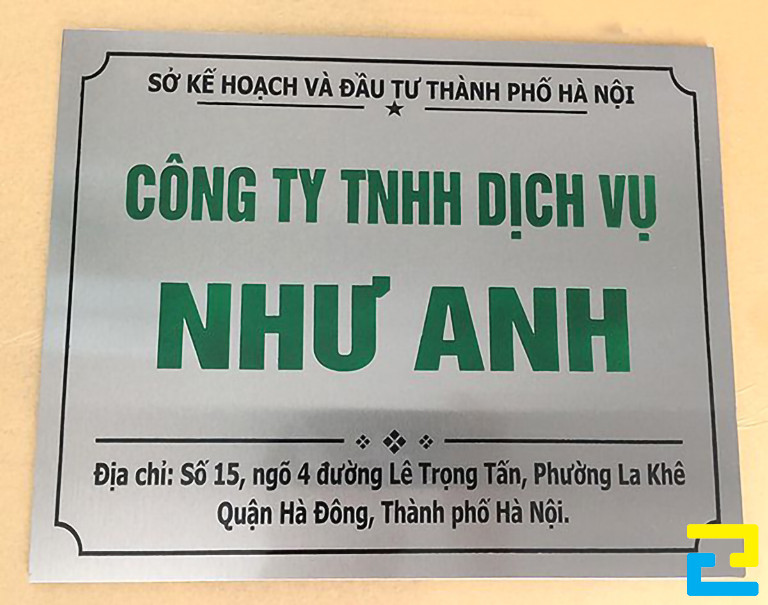 SỞ KẾ HOẠCH VÀ ĐẦU TƯ THÀNH PHỐ HÀ NỘI
CÔNG TY TNHH DỊCH VỤ
NHƯ ANH
Địa chỉ: Số 15, ngõ 4 đường Lê Trọng Tấn, Phường La Khê
Quận Hà Đông, Thành phố Hà Nội.